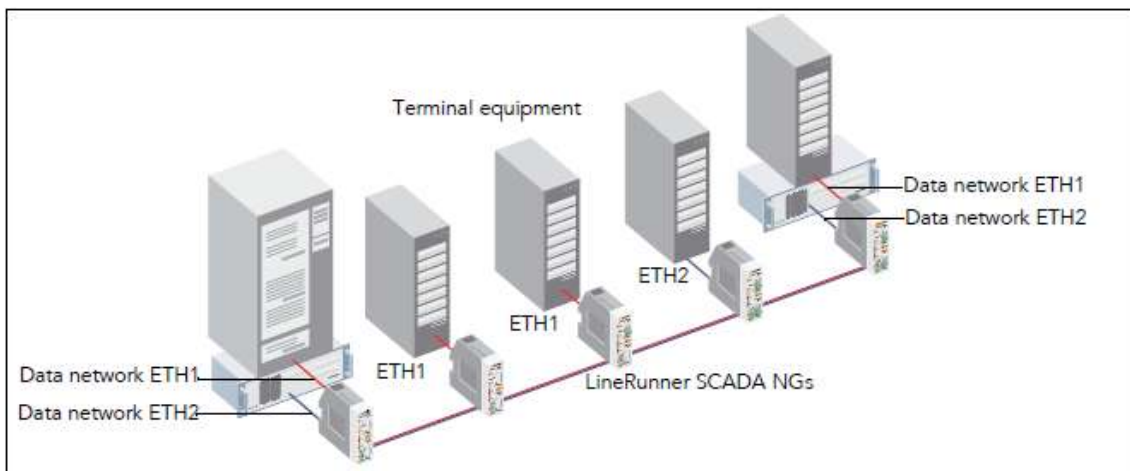 Terminal equipment
Data network ETH1
Data network ETH2
ETH2
ETH1
ETH1
LineRunner SCADA NGs
Data network ETH1
Data network ETH2